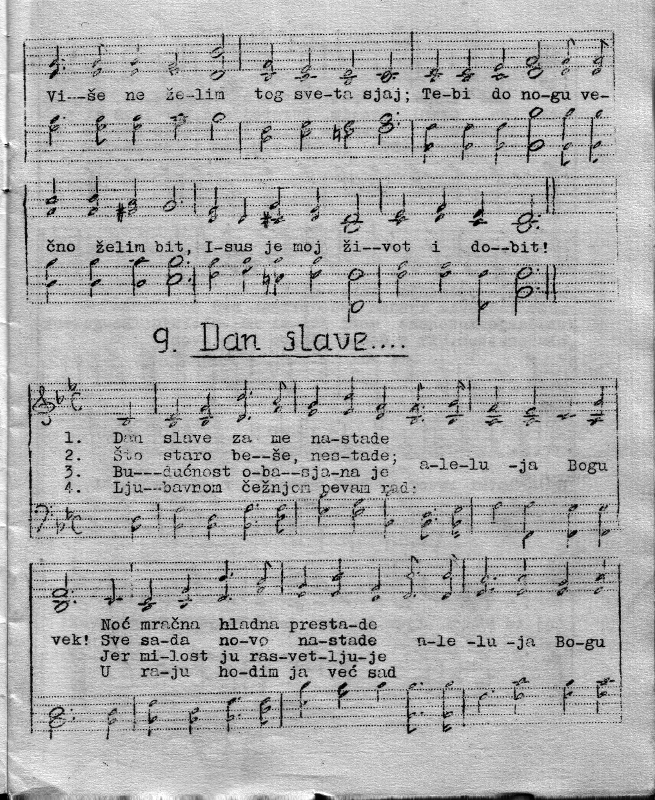 Vi--še ne že-lim tog sve-ta sjaj; Te-bi do no-gu ve-
čno želim bit, I-sus je moj ži--vot i do--bit!
9. Dan slave....
1. Dan slave za me na-stade
2. Što staro be--še, nes-tade;
3. Bu---dućnost o-ba--sja-na je a-le-lu -ja Bogu
4. Lju--bavnom čežnjom pevam rad:
Noć mračna hladna presta-de
vek! Sve sa-da no-vo na-stade a-le -lu -ja Bo-gu
Jer mi-lost ju ras-vet-lju-je
U ra-ju ho-dim ja već sad